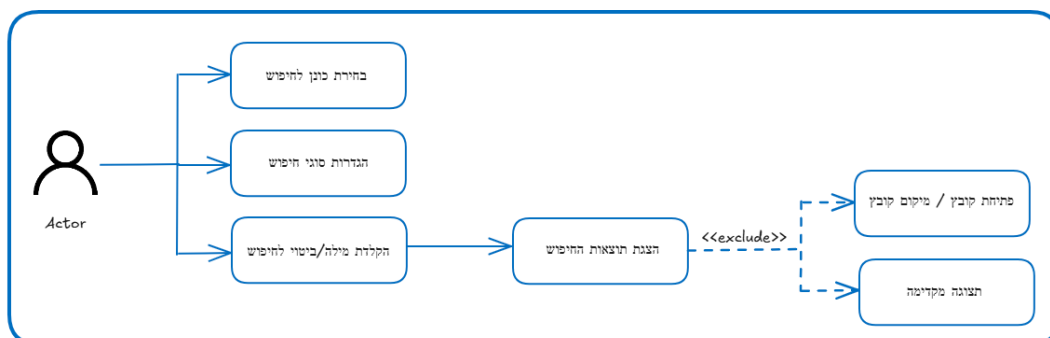 בחירת כונן לחיפוש
הגדרות סוגי חיפוש
Actor
הקלדת מילה/ביטוי לחיפוש
הצגת תוצאות החיפוש
<<exclude>>
פתיחת קובץ / מיקום קובץ
תצוגה מקדימה